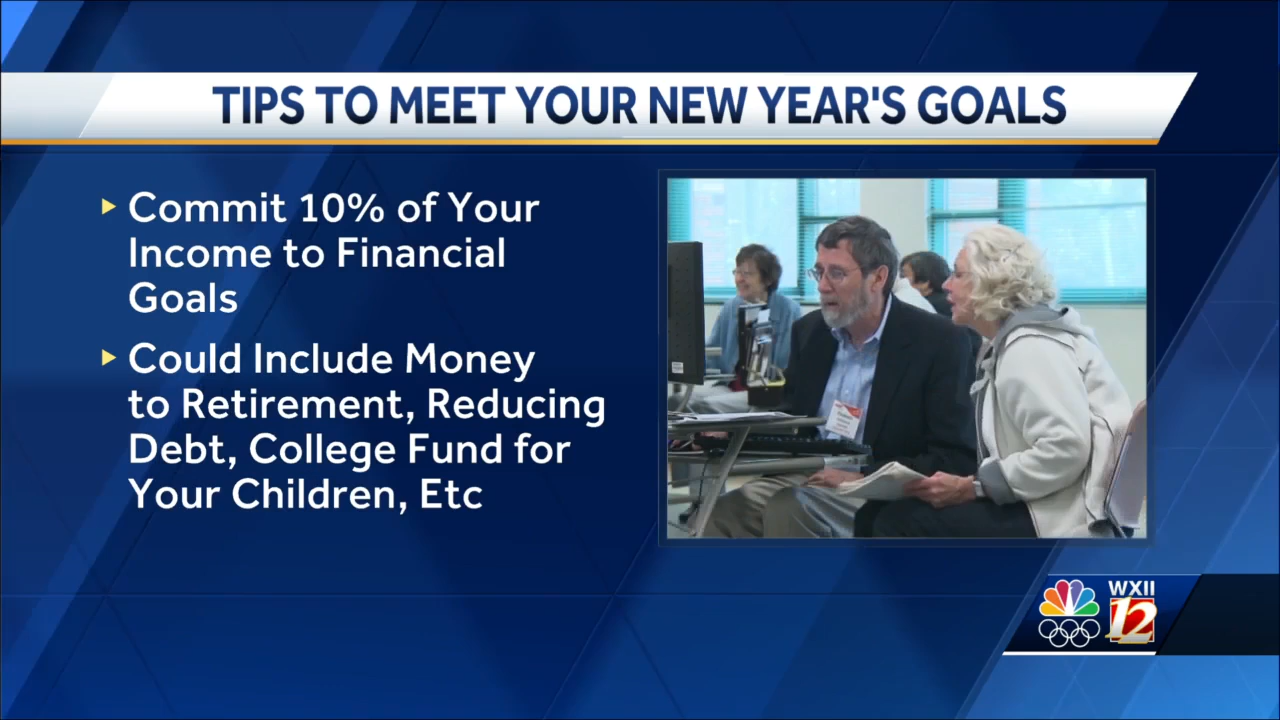 TIPS TO MEET YOUR NEW YEAR'S GOALS
Commit 10% of Your
Income to Financial
Goals
Could Include Money
to Retirement, Reducing
Debt, College Fund for
Your Children, Etc
WXII
12